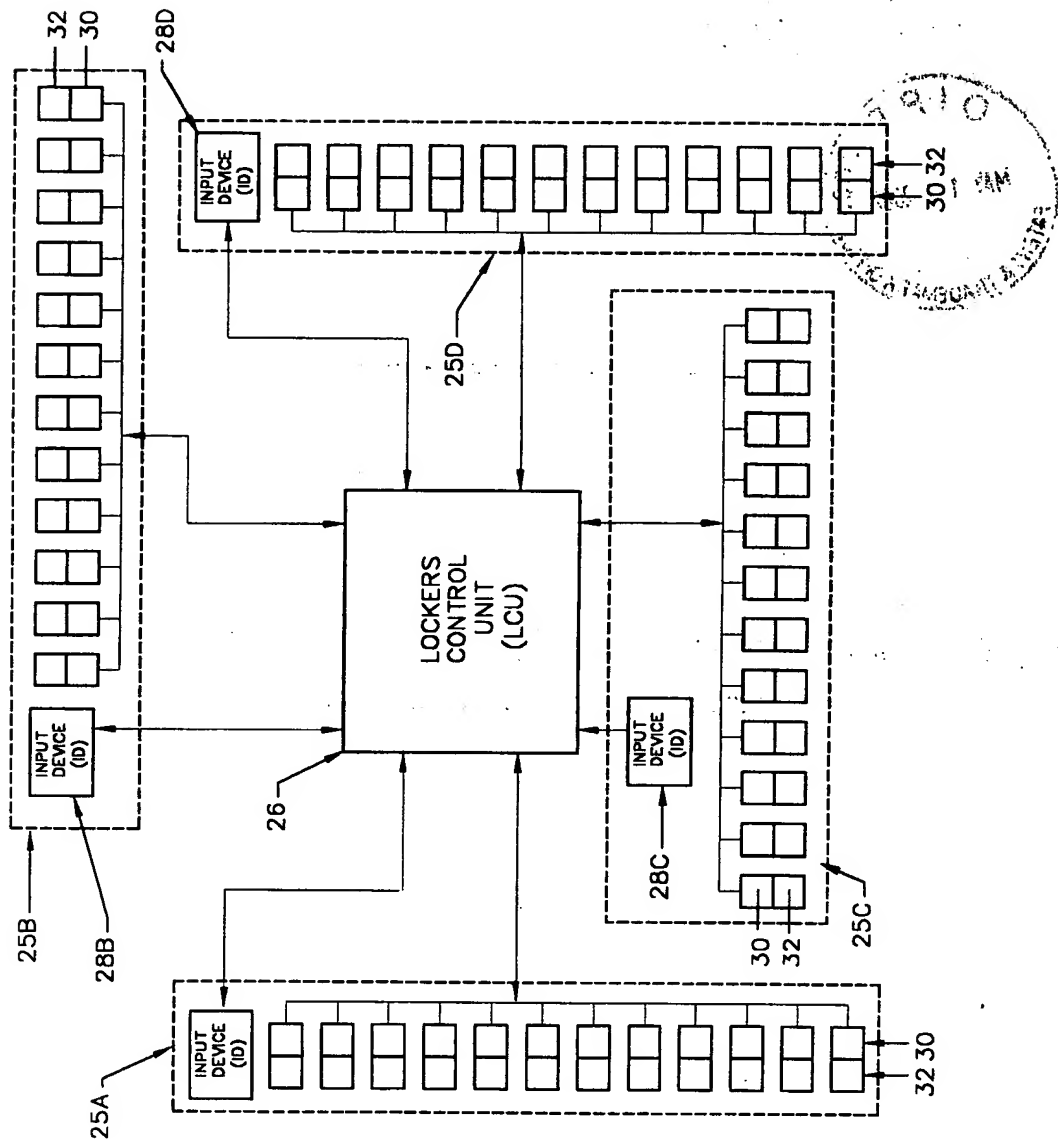 32
30
INPUT
DEVICE
(ID)
25B
28B
28D
INPUT
DEVICE
(ID)
30 32
25D
LOCKERS
CONTROL
UNIT
(LCU)
26
INPUT
DEVICE
(ID)
28C
30
32
25C
25A
INPUT
DEVICE
(ID)
32 30